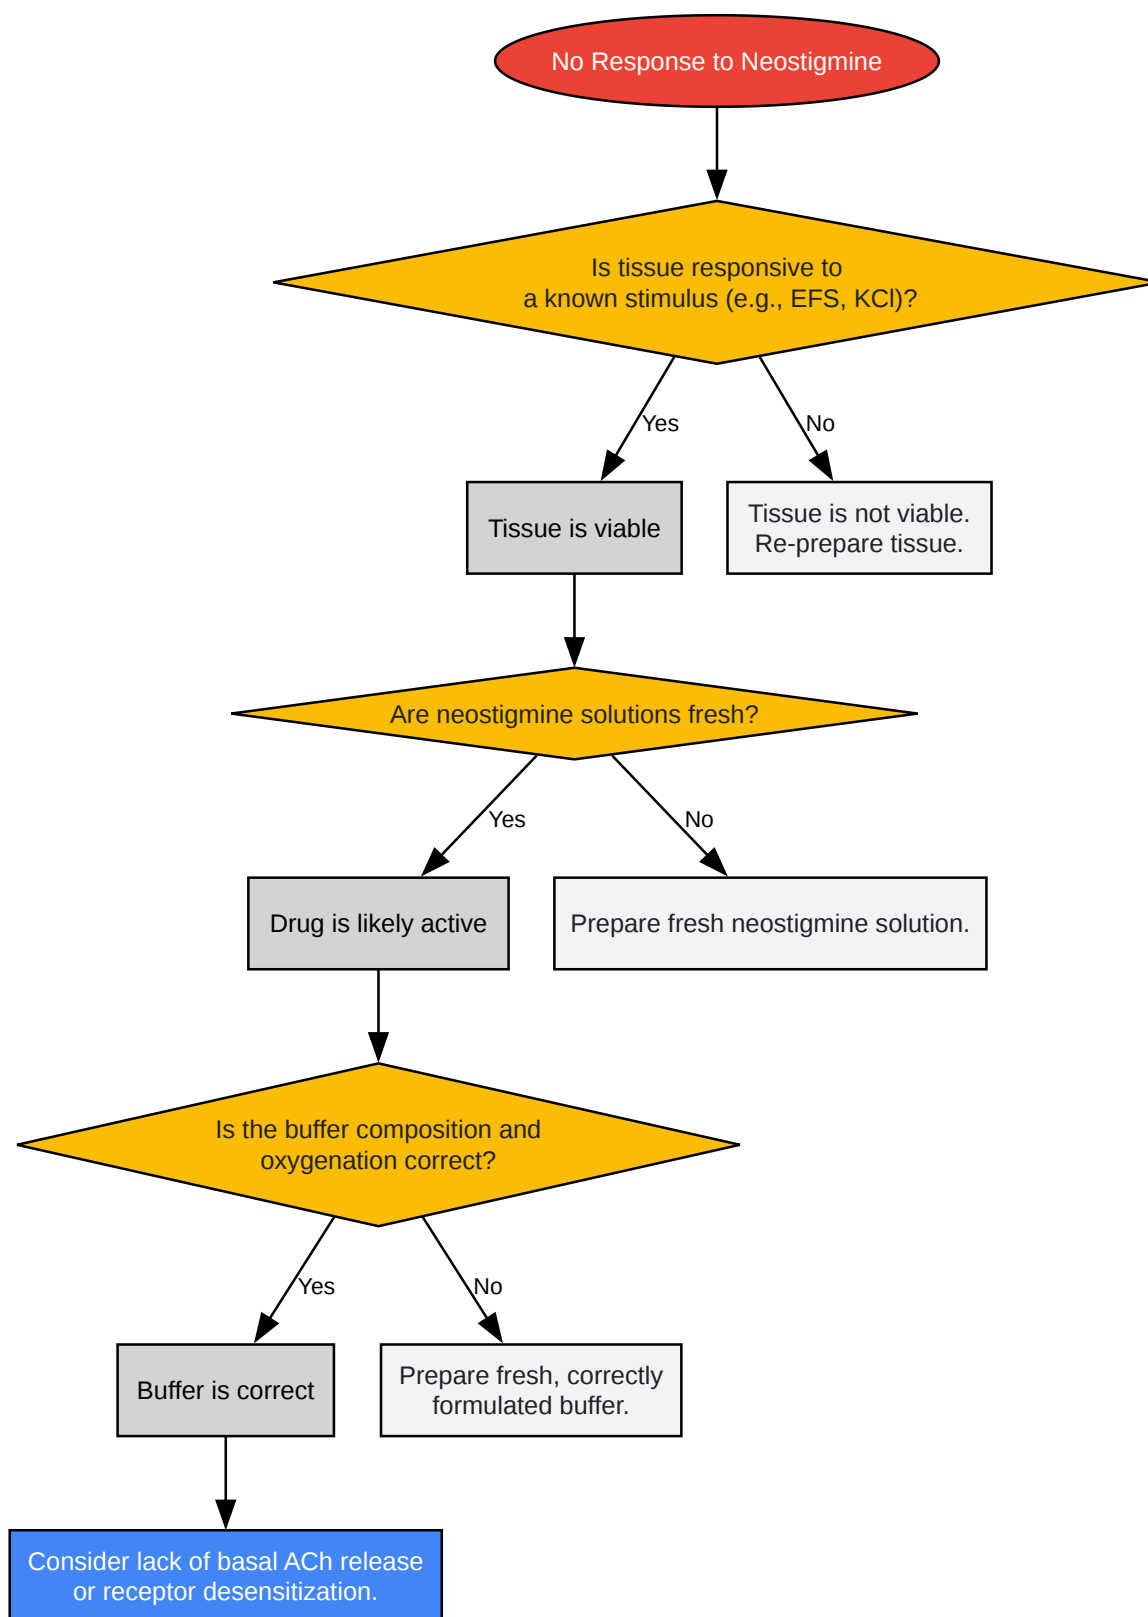 No Response to Neostigmine
Is tissue responsive to
a known stimulus (e.g., EFS, KCl)?
Yes
No
Tissue is viable
Tissue is not viable.
Re-prepare tissue.
Are neostigmine solutions fresh?
Yes
No
Drug is likely active
Prepare fresh neostigmine solution.
Is the buffer composition and
oxygenation correct?
Yes
No
Buffer is correct
Prepare fresh, correctly
formulated buffer.
Consider lack of basal ACh release
or receptor desensitization.